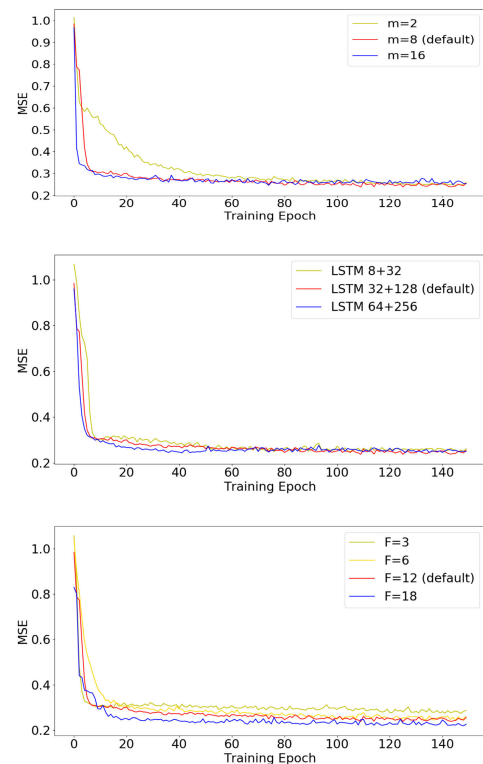 1.0
0.9
0.8
0.7
0.6
0.5
0.4
0.3
0.2
MSE
m=2
m=8 (default)
m=16
0 20 40 60 80 100 120 140
Training Epoch
1.0
0.8
0.6
0.4
0.2
MSE
LSTM 8+32
LSTM 32+128 (default)
LSTM 64+256
0 20 40 60 80 100 120 140
Training Epoch
1.0
0.8
0.6
0.4
0.2
MSE
F=3
F=6
F=12 (default)
F=18
0 20 40 60 80 100 120 140
Training Epoch